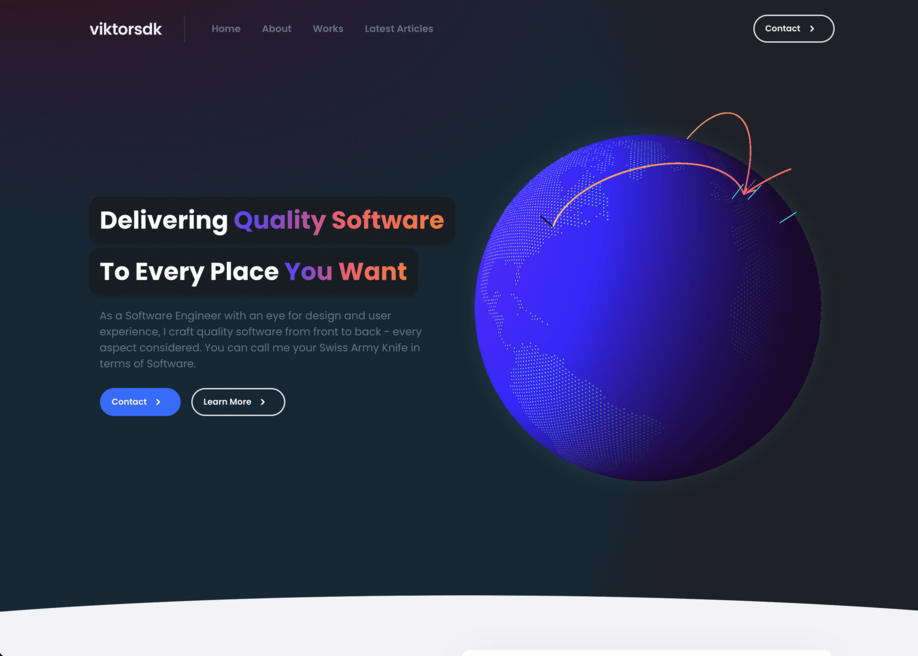 viktorsdk
Home
About
Works
Latest Articles
Contact
Delivering Quality Software
To Every Place You Want
As a Software Engineer with an eye for design and user
experience, I craft quality software from front to back - every
aspect considered. You can call me your Swiss Army Knife in
terms of Software.
Contact
Learn More